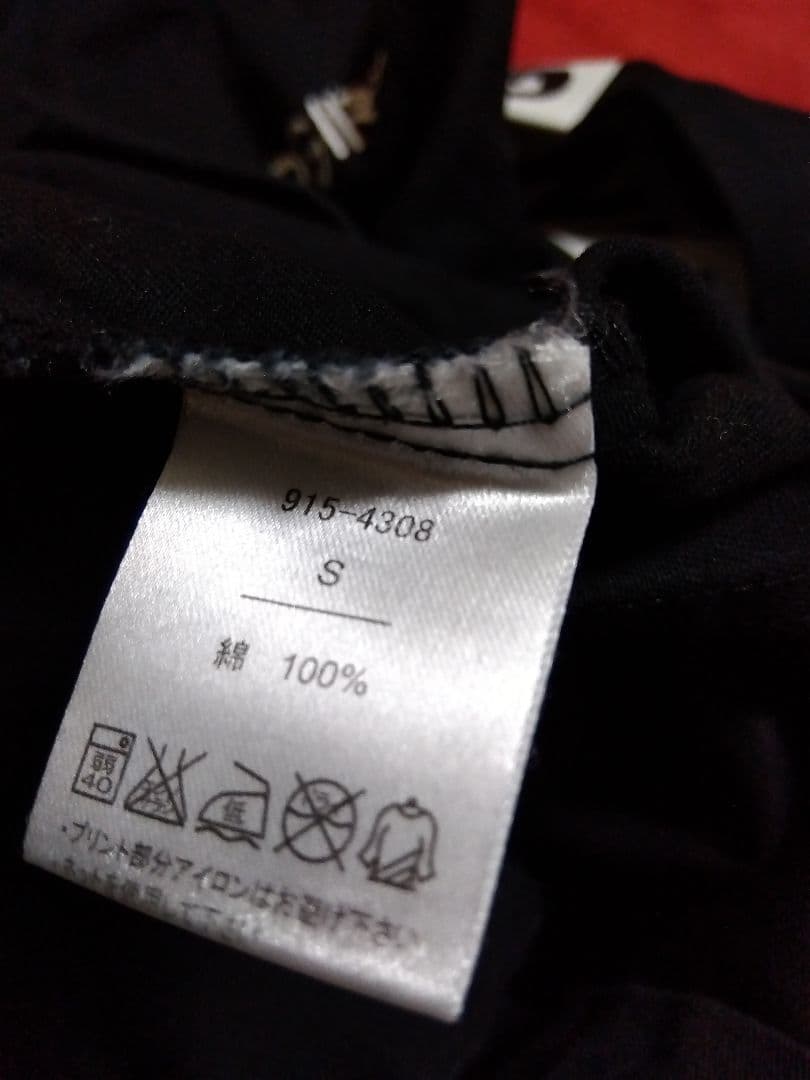 915-4308
S
綿 100%
弱
40
低
・プリント部分アイロンはお避け下さい